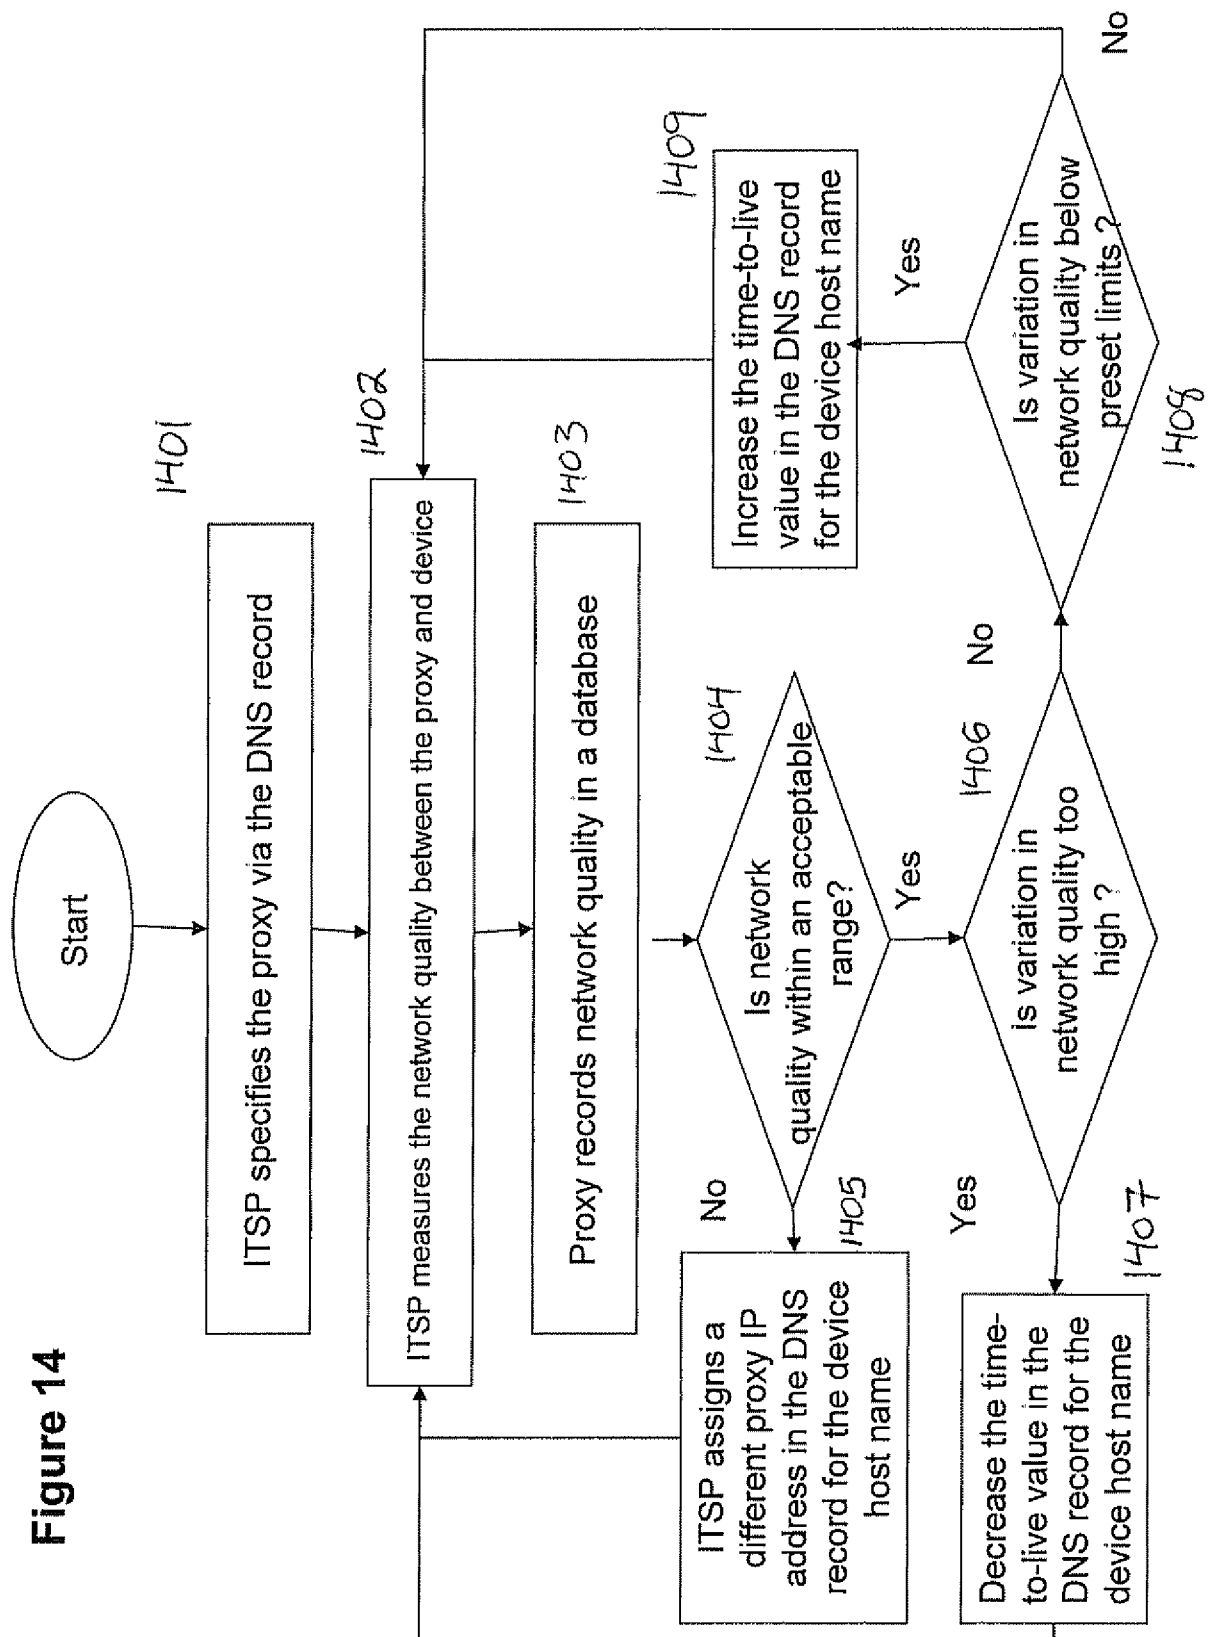 Figure 14
Start
1401
ITSP specifies the proxy via the DNS record
1402
ITSP measures the network quality between the proxy and device
1403
Proxy records network quality in a database
1404
Is network
quality within an acceptable
range?
No
Yes
1405
ITSP assigns a
different proxy IP
address in the DNS
record for the device
host name
1406
Is variation in
network quality too
high ?
Yes
No
1407
Decrease the time-
to-live value in the
DNS record for the
device host name
1408
Is variation in
network quality below
preset limits ?
Yes
No
1409
Increase the time-to-live
value in the DNS record
for the device host name